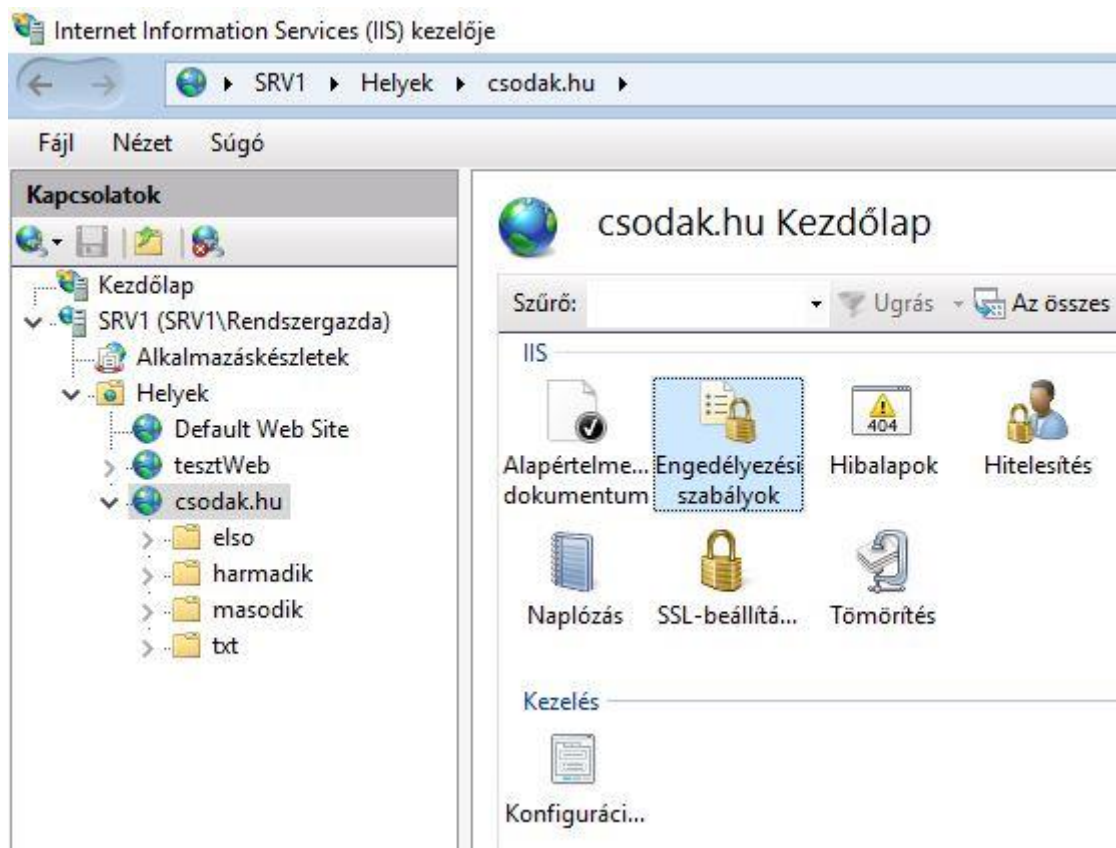 Internet Information Services (IIS) kezelője
SRV1 Helyek csodak.hu
Fájl Nézet Súgó
Kapcsolatok
Kezdőlap
SRV1 (SRV1\Rendszergazda)
Alkalmazáskészletek
Helyek
Default Web Site
tesztWeb
csodak.hu
elso
harmadik
masodik
txt
csodak.hu Kezdőlap
Szűrő: Ugrás Az összes
IIS
Alapértelme... dokumentum
Engedélyezési szabályok
404
Hibalapok
Hitelesítés
Naplózás
SSL-beállítá...
Tömörítés
Kezelés
Konfiguráci...